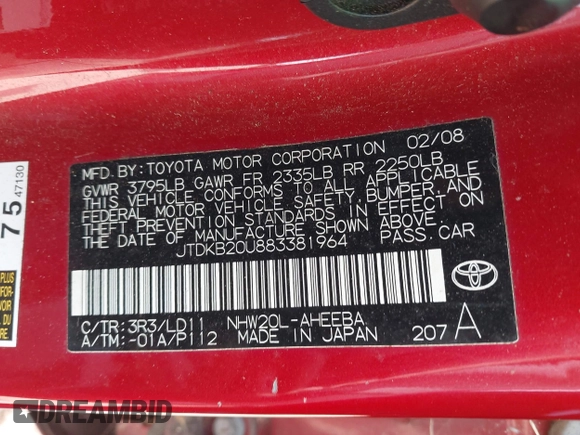 MFD. BY: TOYOTA MOTOR CORPORATION 02/08
GVWR 3795LB GAWR FR 2335LB RR 2250LB
THIS VEHICLE CONFORMS TO ALL APPLICABLE
FEDERAL MOTOR VEHICLE SAFETY, BUMPER, AND
THEFT PREVENTION STANDARDS IN EFFECT ON
THE DATE OF MANUFACTURE SHOWN ABOVE.
JTDKB20U883381964 PASS. CAR
C/TR: 3R3/LD11 NHW20L-AHEEBA
A/TM: -01A/P112 MADE IN JAPAN 207 A
75
47130
PLUS
VOIR
DREAMBID